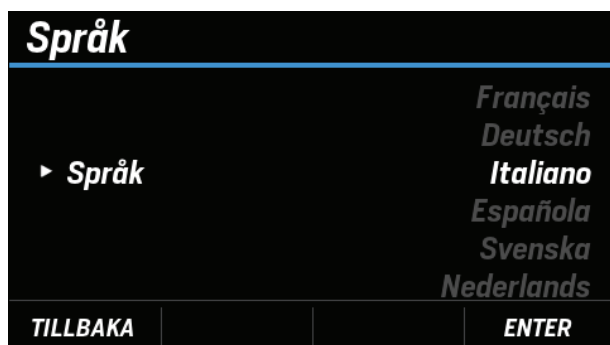 Språk
Français
Deutsch
Språk Italiano
Española
Svenska
Nederlands
TILLBAKA ENTER